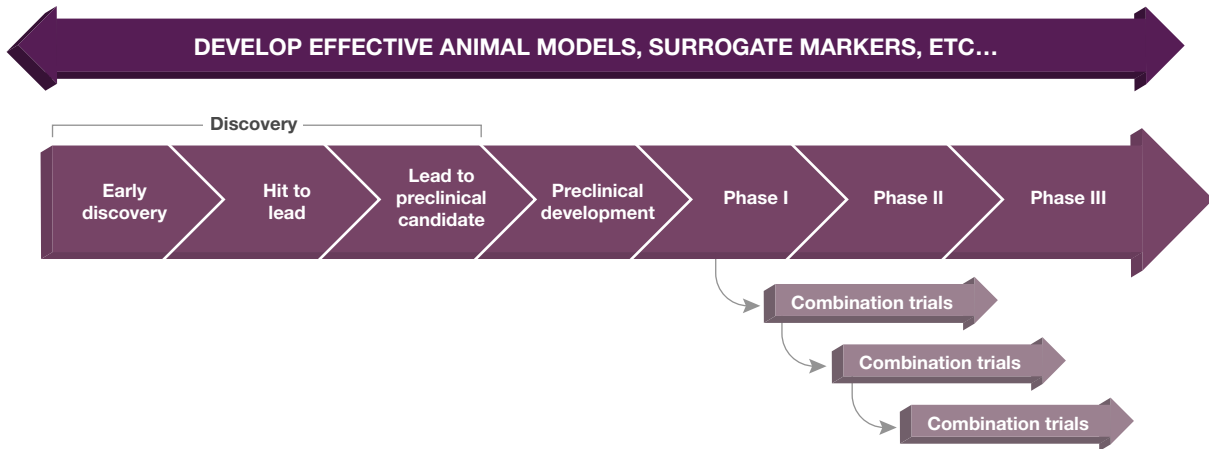 DEVELOP EFFECTIVE ANIMAL MODELS, SURROGATE MARKERS, ETC…
Discovery
Early
discovery
Hit to
lead
Lead to
preclinical
candidate
Preclinical
development
Phase I
Phase II
Phase III
Combination trials
Combination trials
Combination trials